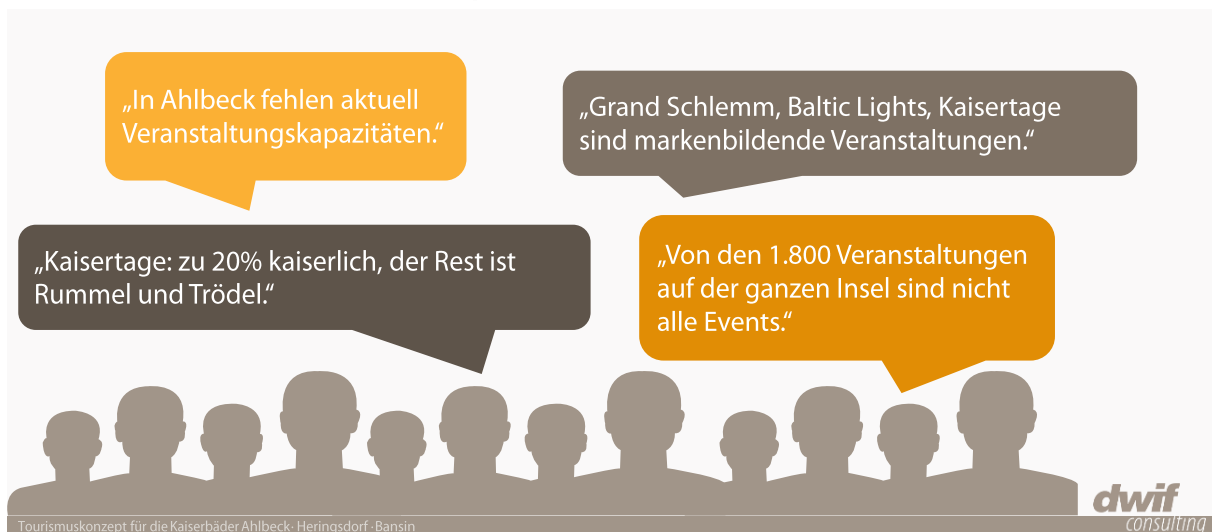 „In Ahlbeck fehlen aktuell
Veranstaltungskapazitäten.“
„Grand Schlemm, Baltic Lights, Kaisertage
sind markenbildende Veranstaltungen.“
„Kaisertage: zu 20% kaiserlich, der Rest ist
Rummel und Trödel.“
„Von den 1.800 Veranstaltungen
auf der ganzen Insel sind nicht
alle Events.“
dwif
consulting
Tourismuskonzept für die Kaiserbäder Ahlbeck· Heringsdorf · Bansin